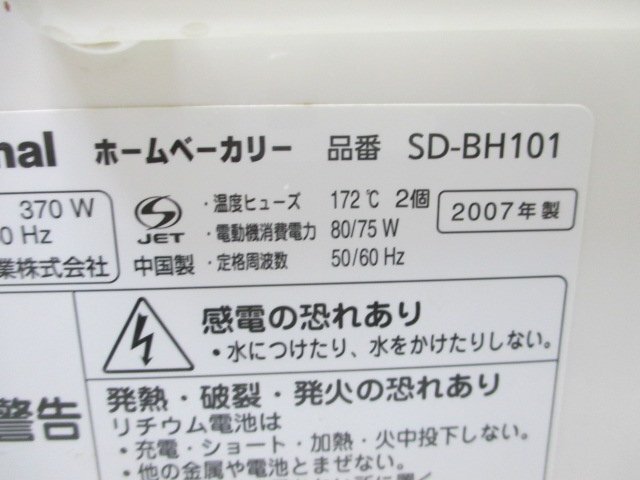 nal ホームベーカリー 品番 SD-BH101
370 W
0 Hz
業株式会社
JET
中国製
・温度ヒューズ 172℃ 2個
・電動機消費電力 80/75 W
・定格周波数 50/60 Hz
2007年製
感電の恐れあり
・水につけたり、水をかけたりしない。
警告
発熱・破裂・発火の恐れあり
リチウム電池は
・充電・ショート・加熱・火中投下しない。
・他の金属や電池とまぜない。